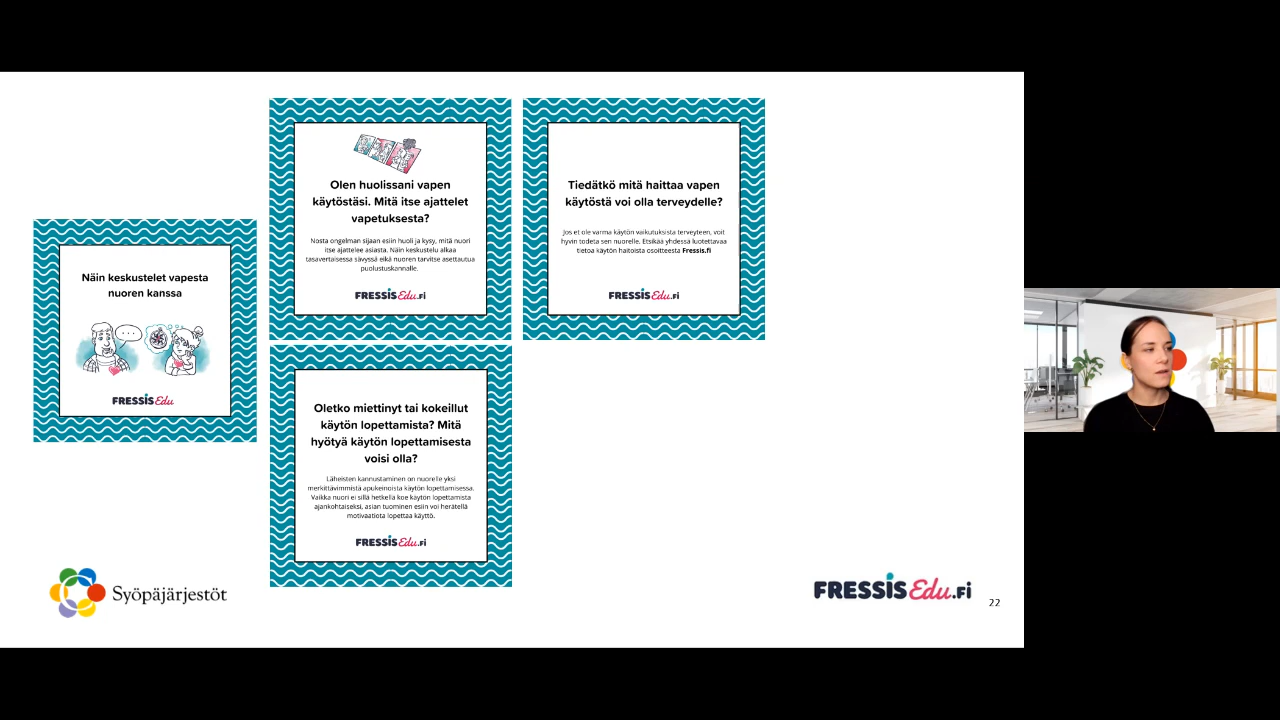 Näin keskustelet vapesta
nuoren kanssa
FRESSIS Edu
Olen huolissani vapen
käytöstäsi. Mitä itse ajattelet
vapetuksesta?
Nosta ongelman sijaan esiin huoli ja kysy, mitä nuori
itse ajattelee asiasta. Näin keskustelu alkaa
tasavertaisessa sävyssä eikä nuoren tarvitse asettautua
puolustuskannalle.
FRESSIS Edu.fi
Tiedätkö mitä haittaa vapen
käytöstä voi olla terveydelle?
Jos et ole varma käytön vaikutuksista terveyteen, voit
hyvin todeta sen nuorelle. Etsikää yhdessä luotettavaa
tietoa käytön haitoista osoitteesta Fressis.fi
FRESSIS Edu.fi
Oletko miettinyt tai kokeillut
käytön lopettamista? Mitä
hyötyä käytön lopettamisesta
voisi olla?
Läheisten kannustaminen on nuorelle yksi
merkittävimmistä apukeinoista käytön lopettamisessa.
Vaikka nuori ei sillä hetkellä koe käytön lopettamista
ajankohtaiseksi, asian tuominen esiin voi herätellä
motivaatiota lopettaa käyttö.
FRESSIS Edu.fi
Syöpäjärjestöt
FRESSIS Edu.fi
22